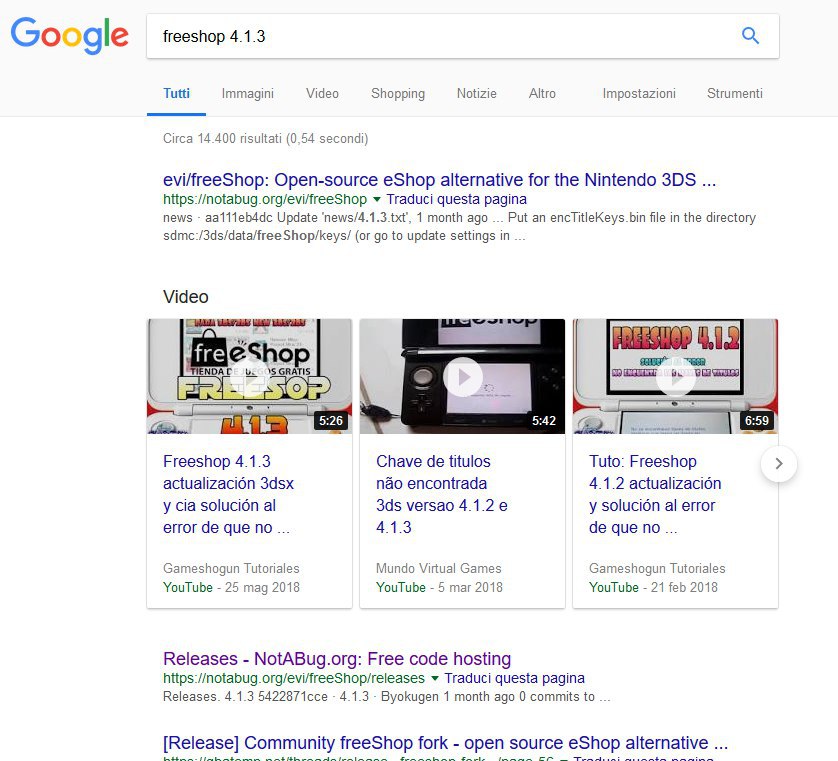 Google
freeshop 4.1.3
Tutti Immagini Video Shopping Notizie Altro Impostazioni Strumenti
Circa 14.400 risultati (0,54 secondi)
evi/freeShop: Open-source eShop alternative for the Nintendo 3DS ...
https://notabug.org/evi/freeShop ▼ Traduci questa pagina
news · aa111eb4dc Update 'news/4.1.3.txt', 1 month ago ... Put an encTitleKeys.bin file in the directory
sdmc:/3ds/data/freeShop/keys/ (or go to update settings in ...
Video
freeShop
TIENDA DE JUEGOS GRATIS
FREESOP
4.1.3
5:26
freeShop
5:42
FREESHOP 4.1.2
6:59
Freeshop 4.1.3
actualización 3dsx
y cia solución al
error de que no ...
Gameshogun Tutoriales
YouTube - 25 mag 2018
Chave de titulos
não encontrada
3ds versao 4.1.2 e
4.1.3
Mundo Virtual Games
YouTube - 5 mar 2018
Tuto: Freeshop
4.1.2 actualización
y solución al error
de que no ...
Gameshogun Tutoriales
YouTube - 21 feb 2018
Releases - NotABug.org: Free code hosting
https://notabug.org/evi/freeShop/releases ▼ Traduci questa pagina
Releases. 4.1.3 5422871cce · 4.1.3 · Byokugen 1 month ago 0 commits to ...
[Release] Community freeShop fork - open source eShop alternative ...